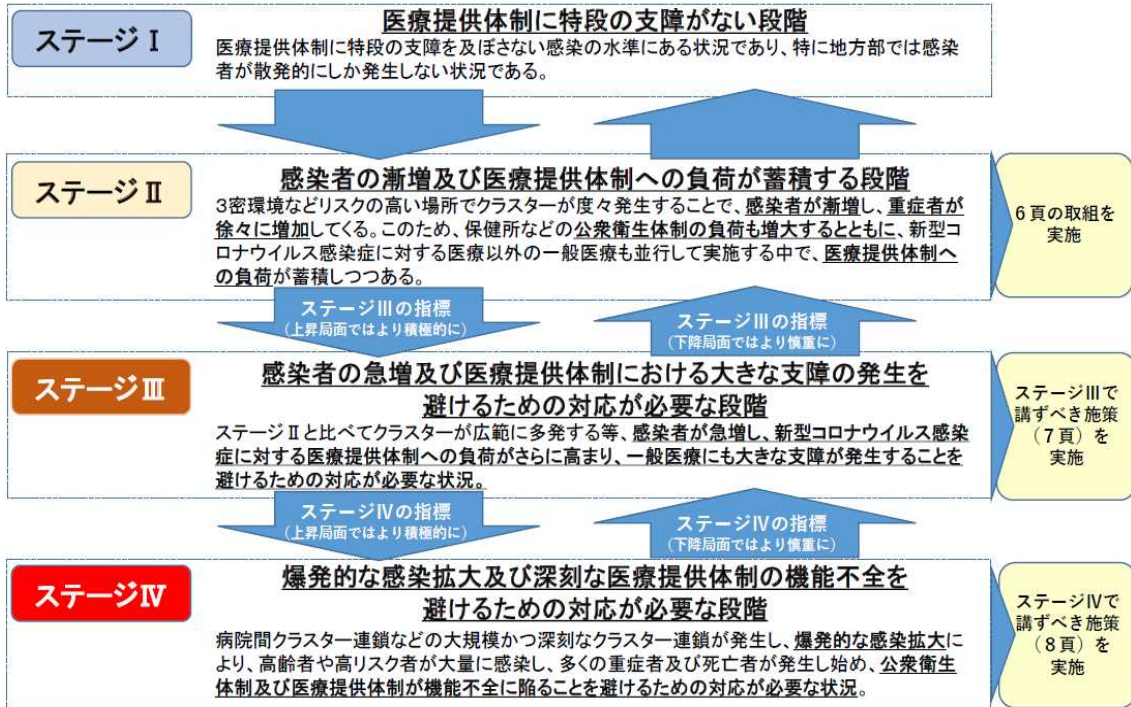 ステージⅠ
医療提供体制に特段の支障がない段階
医療提供体制に特段の支障を及ぼさない感染の水準にある状況であり、特に地方部では感染
者が散発的にしか発生しない状況である。
ステージⅡ
感染者の漸増及び医療提供体制への負荷が蓄積する段階
3密環境などリスクの高い場所でクラスターが度々発生することで、感染者が漸増し、重症者が
徐々に増加してくる。このため、保健所などの公衆衛生体制の負荷も増大するとともに、新型コ
ロナウイルス感染症に対する医療以外の一般医療も並行して実施する中で、医療提供体制へ
の負荷が蓄積しつつある。
6頁の取組を
実施
ステージⅢの指標
(上昇局面ではより積極的に)
ステージⅢの指標
(下降局面ではより慎重に)
ステージⅢ
感染者の急増及び医療提供体制における大きな支障の発生を
避けるための対応が必要な段階
ステージⅡと比べてクラスターが広範に多発する等、感染者が急増し、新型コロナウイルス感染
症に対する医療提供体制への負荷がさらに高まり、一般医療にも大きな支障が発生することを
避けるための対応が必要な状況。
ステージⅢで
講ずべき施策
(7頁)を
実施
ステージⅣの指標
(上昇局面ではより積極的に)
ステージⅣの指標
(下降局面ではより慎重に)
ステージⅣ
爆発的な感染拡大及び深刻な医療提供体制の機能不全を
避けるための対応が必要な段階
病院間クラスター連鎖などの大規模かつ深刻なクラスター連鎖が発生し、爆発的な感染拡大に
より、高齢者や高リスク者が大量に感染し、多くの重症者及び死亡者が発生し始め、公衆衛生
体制及び医療提供体制が機能不全に陥ることを避けるための対応が必要な状況。
ステージⅣで
講ずべき施策
(8頁)を
実施